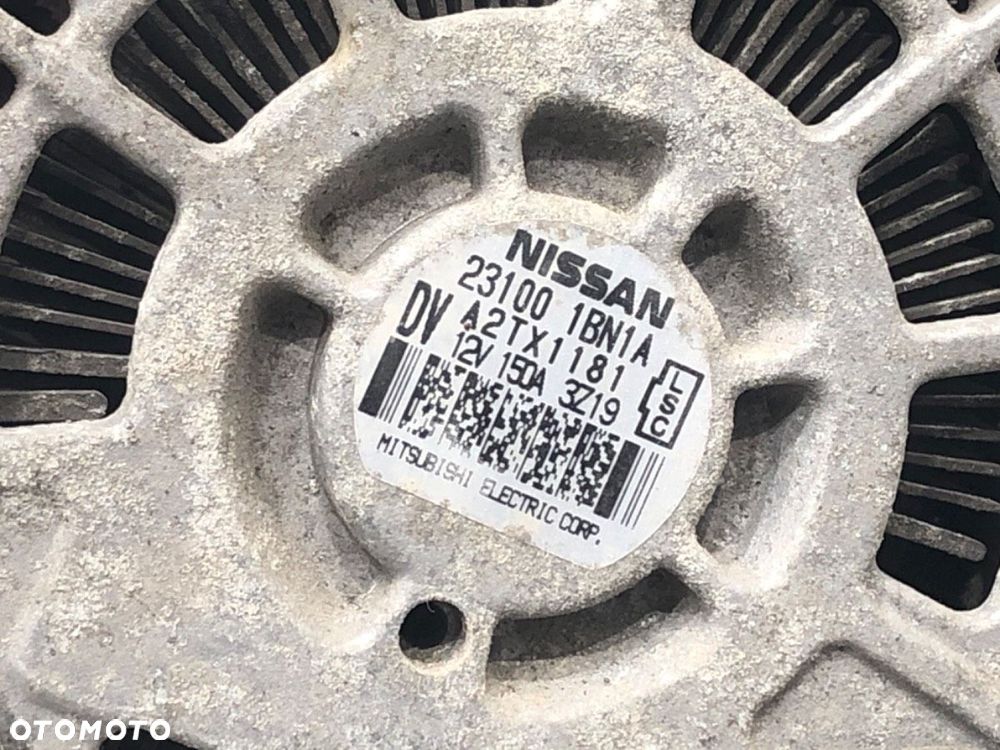 NISSAN
23100 1BN1A
DV A2TX1181
12V 150A 3Z19
LSC
MITSUBISHI ELECTRIC CORP.
OTOMOTO